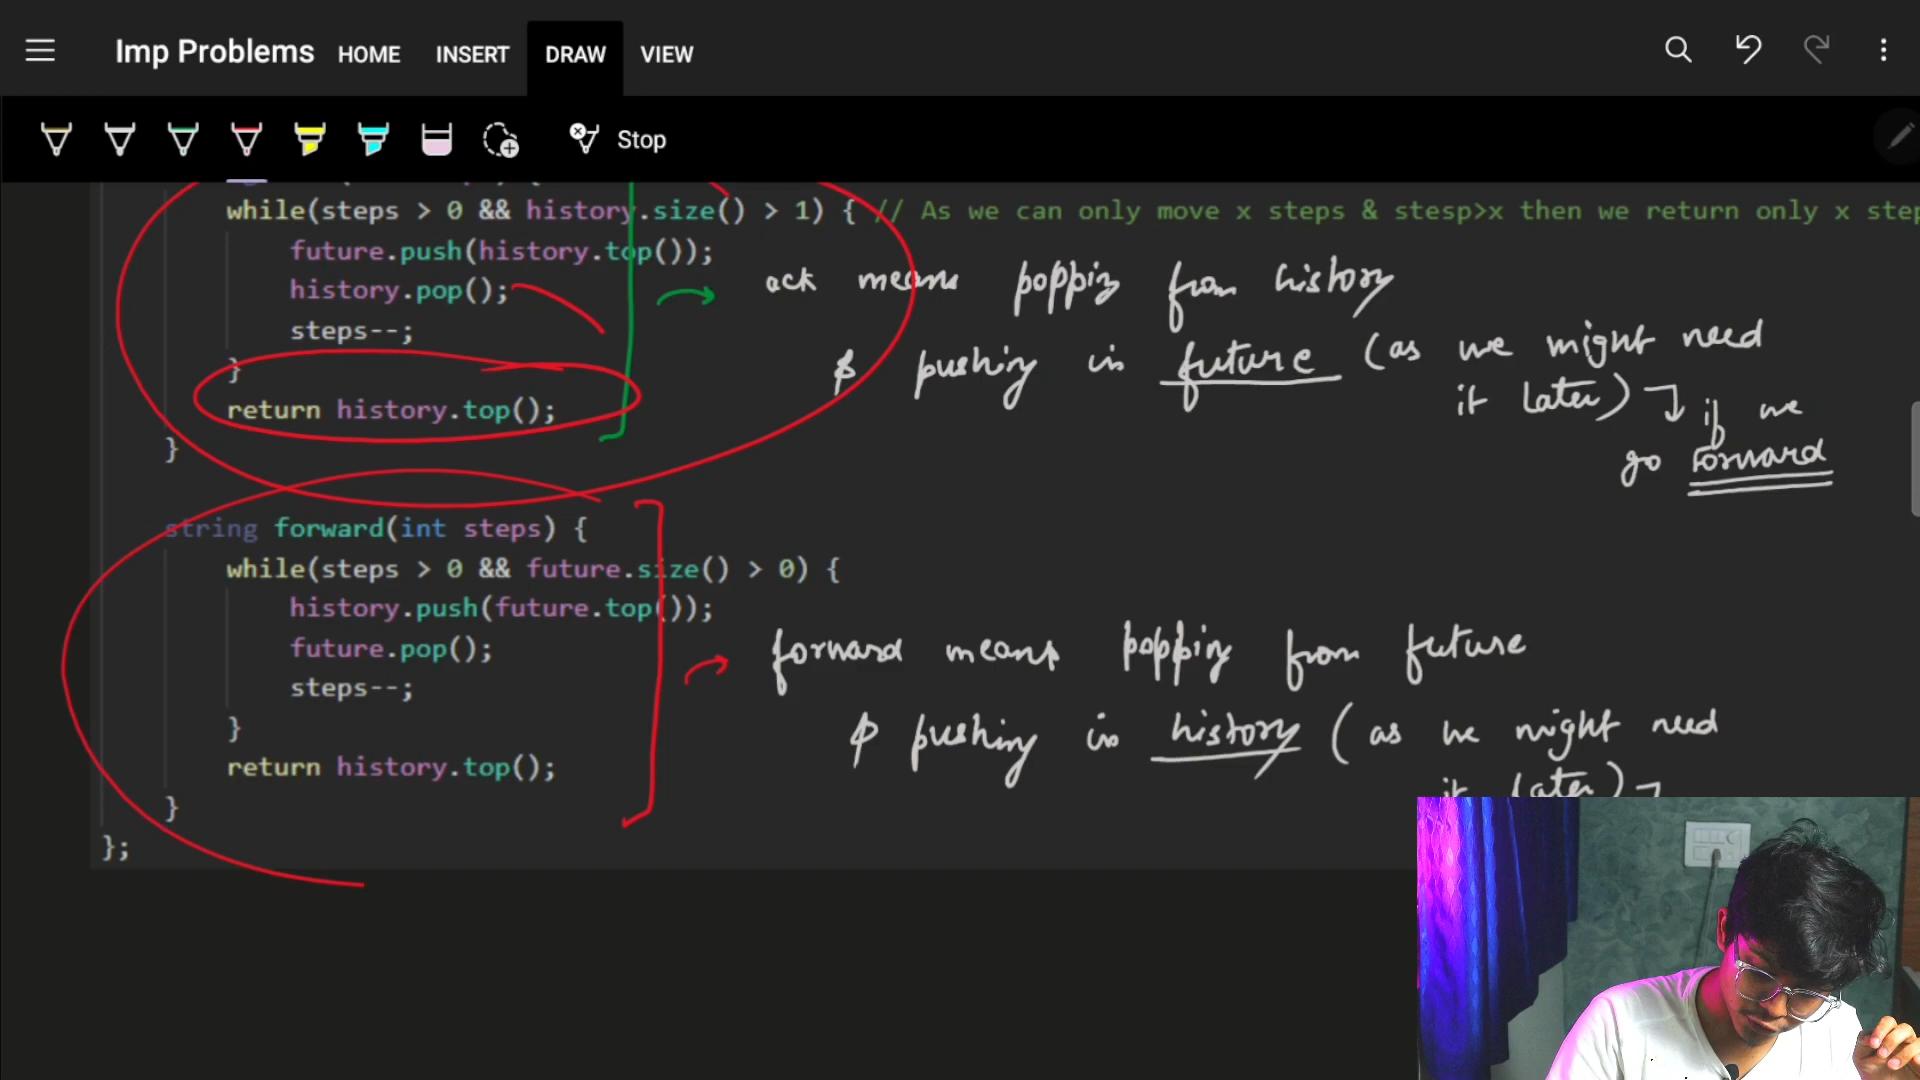 Imp Problems HOME INSERT DRAW VIEW
Stop
while(steps > 0 && history.size() > 1) { // As we can only move x steps & stesp>x then we return only x step
future.push(history.top());
history.pop();
steps--;
}
return history.top();
}
ack means popping from history
& pushing in future (as we might need
it later) if we
go forward
string forward(int steps) {
while(steps > 0 && future.size() > 0) {
history.push(future.top());
future.pop();
steps--;
}
return history.top();
}
};
forward means popping from future
& pushing in history (as we might need
it later)